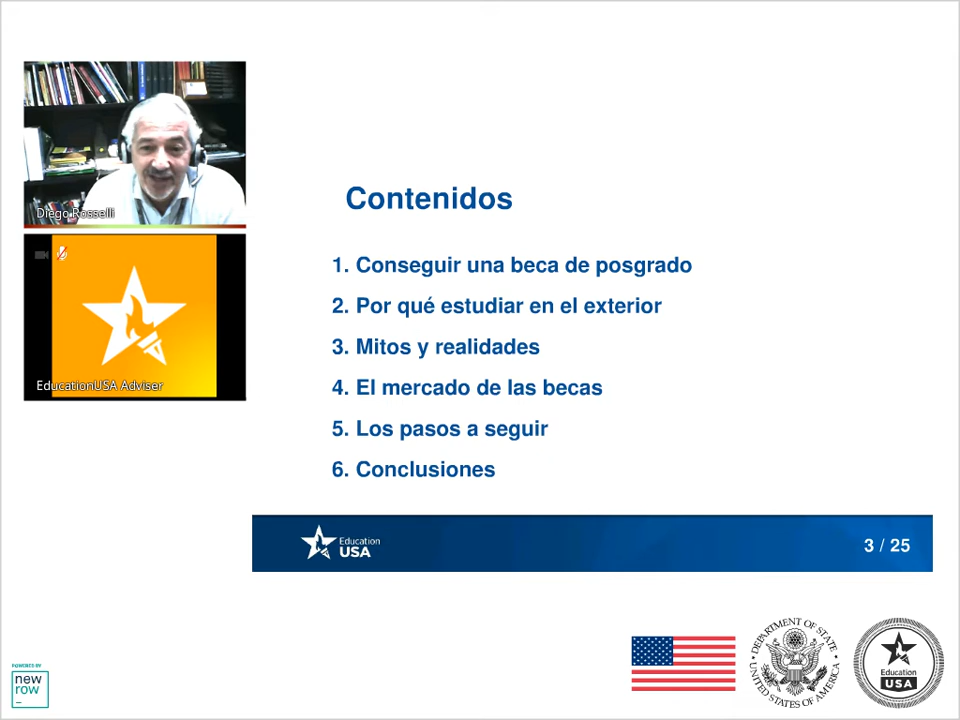 Diego Rosselli
EducationUSA Adviser
Contenidos
1. Conseguir una beca de posgrado
2. Por qué estudiar en el exterior
3. Mitos y realidades
4. El mercado de las becas
5. Los pasos a seguir
6. Conclusiones
Education
USA
3 / 25
POWERED BY
new
row
DEPARTMENT OF STATE
UNITED STATES OF AMERICA
Education
USA